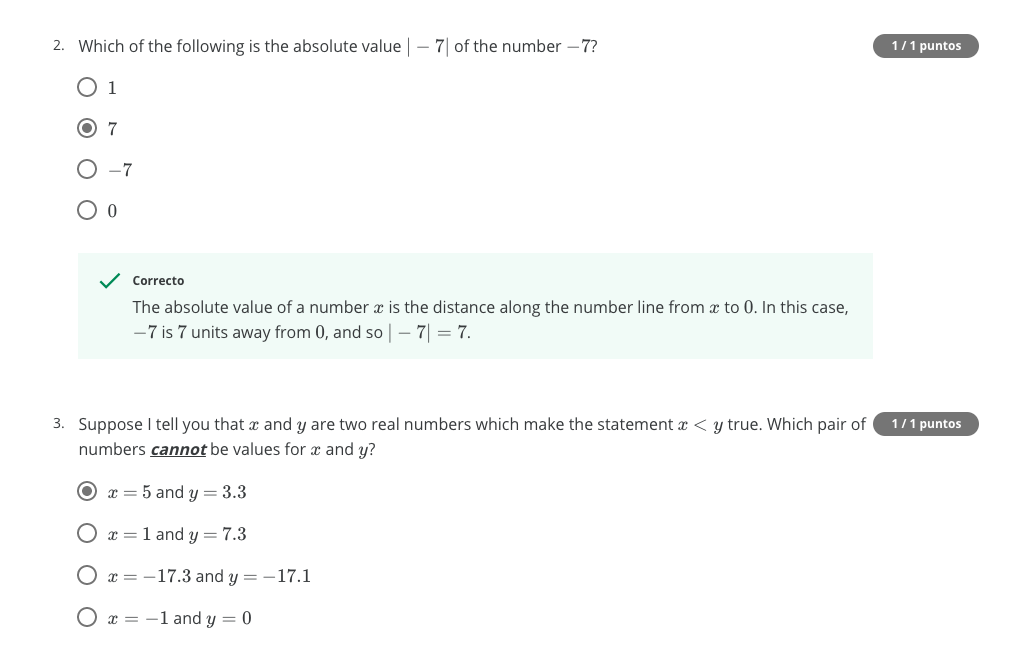 2. Which of the following is the absolute value | − 7| of the number −7?
1 / 1 puntos
1
7
−7
0
Correcto
The absolute value of a number x is the distance along the number line from x to 0. In this case,
−7 is 7 units away from 0, and so | − 7| = 7.
3. Suppose I tell you that x and y are two real numbers which make the statement x < y true. Which pair of
1 / 1 puntos
numbers cannot be values for x and y?
x = 5 and y = 3.3
x = 1 and y = 7.3
x = −17.3 and y = −17.1
x = −1 and y = 0